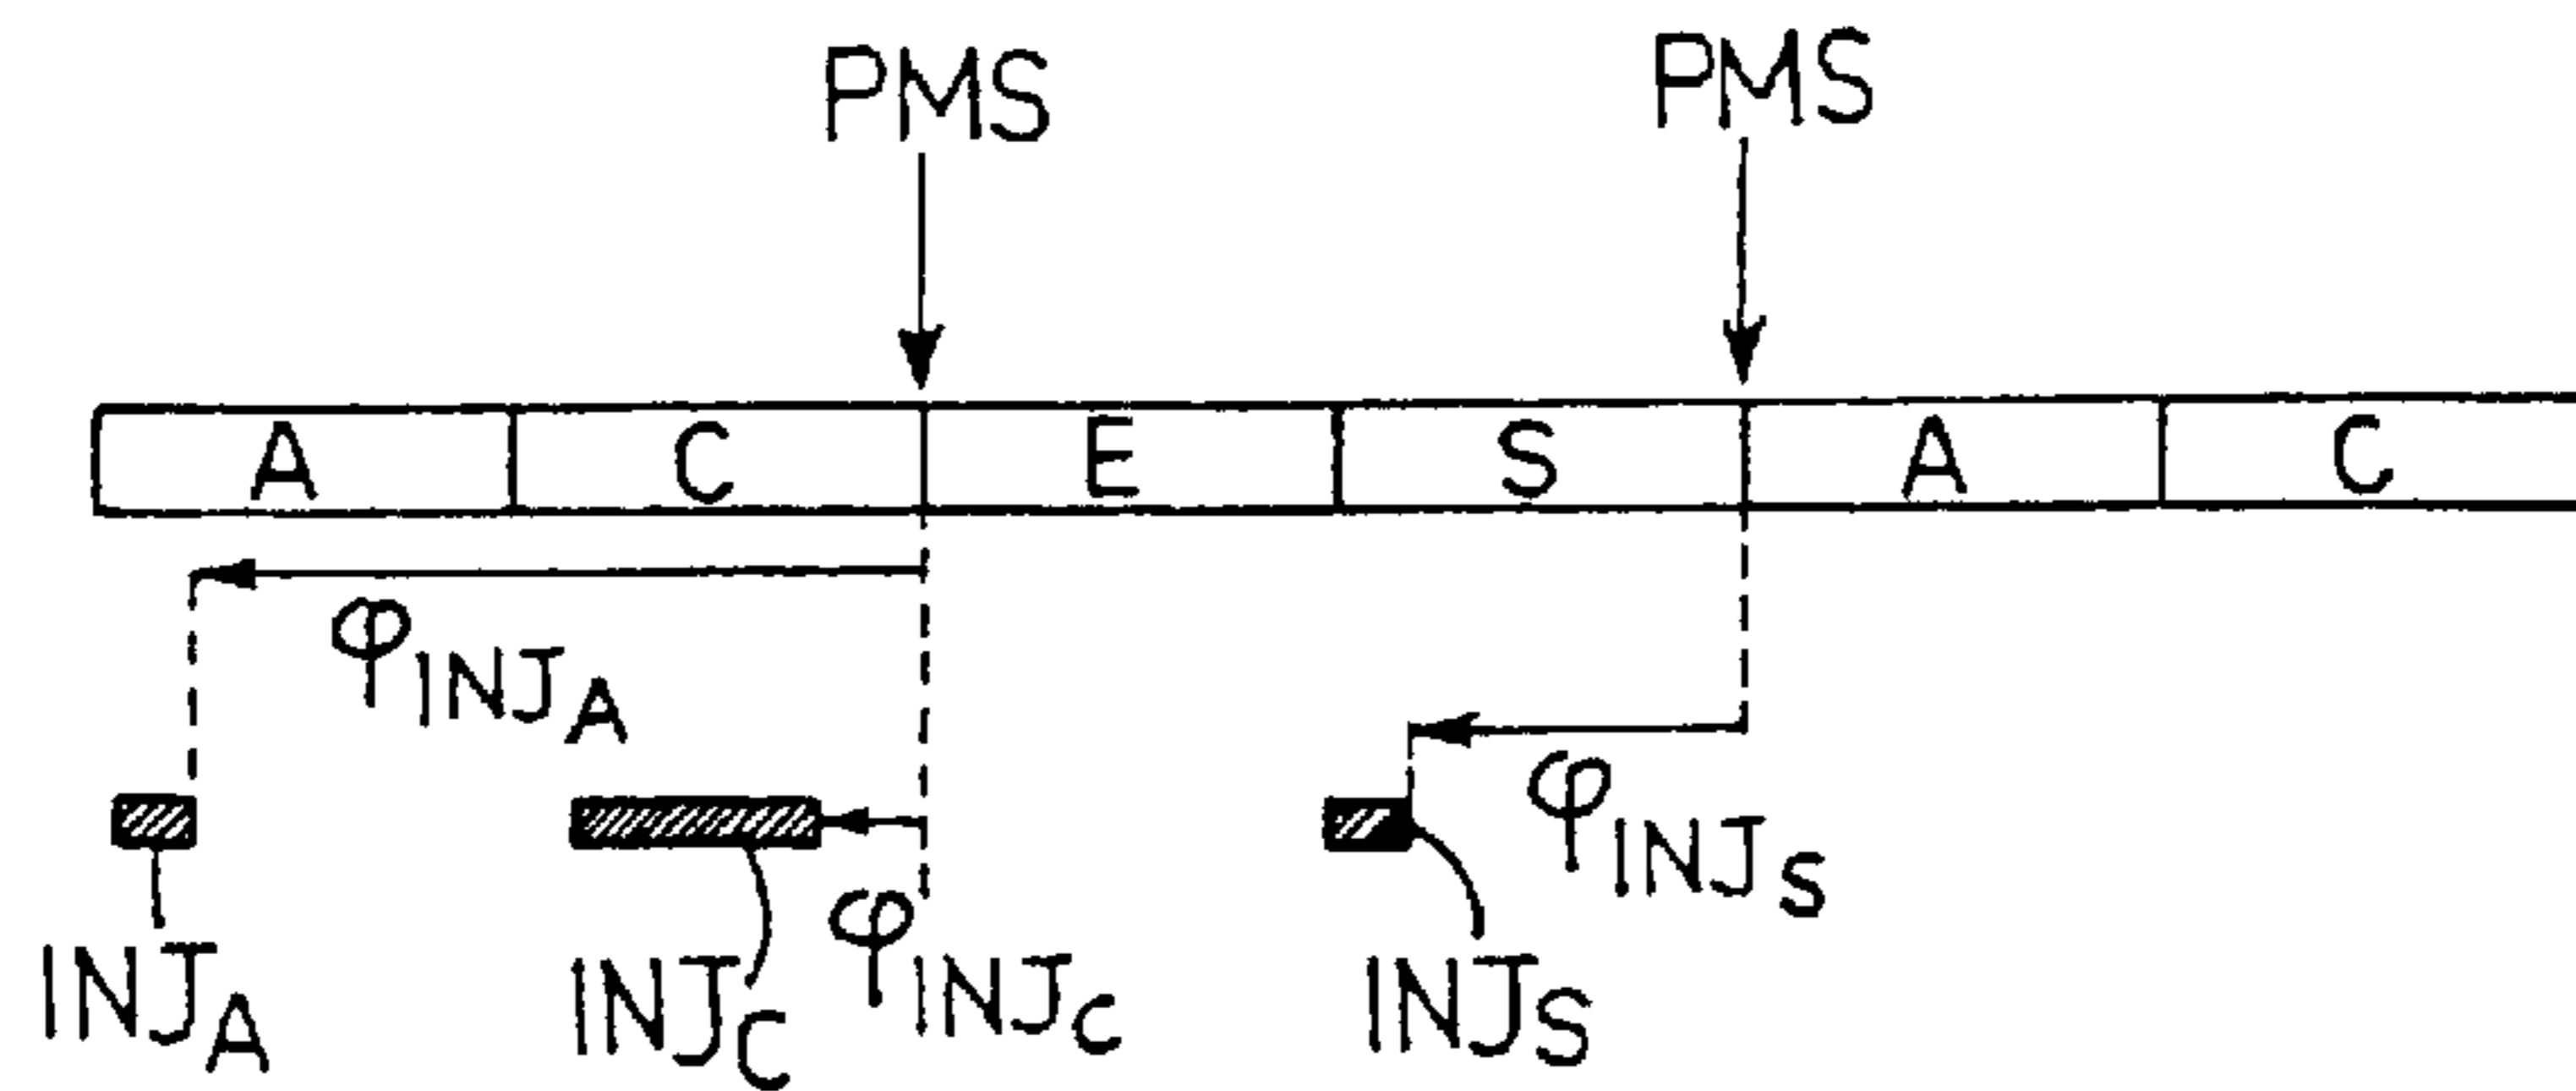 PMS PMS
A C E S A C
φINJA
φINJS
INJA INJC φINJC INJS